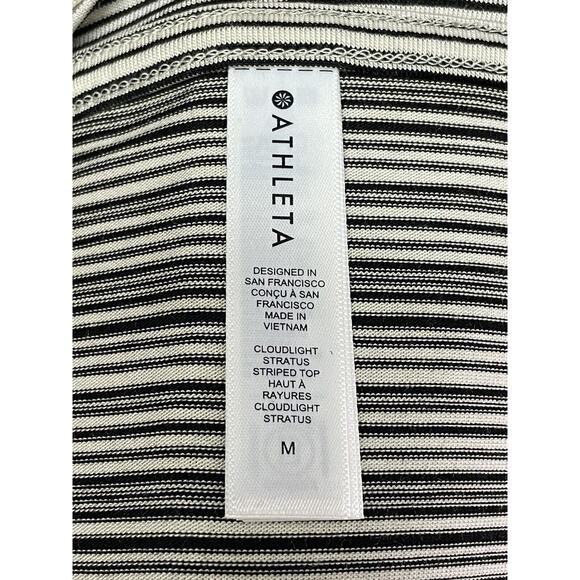 ATHLETA
DESIGNED IN
SAN FRANCISCO
CONÇU À SAN
FRANCISCO
MADE IN
VIETNAM
CLOUDLIGHT
STRATUS
STRIPED TOP
HAUT À
RAYURES
CLOUDLIGHT
STRATUS
M